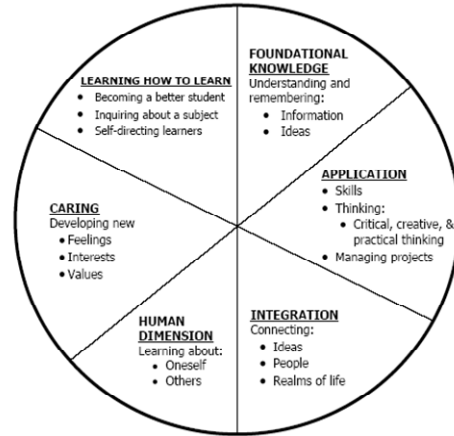 FOUNDATIONAL
KNOWLEDGE
Understanding and
remembering:
• Information
• Ideas
APPLICATION
• Skills
• Thinking:
• Critical, creative, &
practical thinking
• Managing projects
INTEGRATION
Connecting:
• Ideas
• People
• Realms of life
HUMAN
DIMENSION
Learning about:
• Oneself
• Others
CARING
Developing new
• Feelings
• Interests
• Values
LEARNING HOW TO LEARN
• Becoming a better student
• Inquiring about a subject
• Self-directing learners